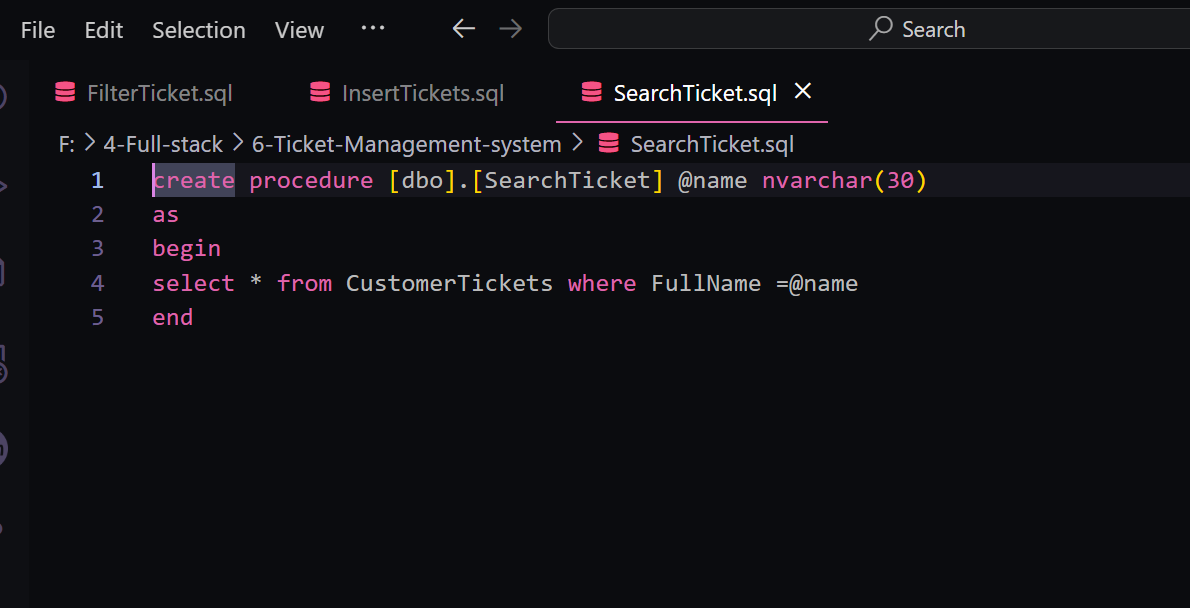 File Edit Selection View ··· Search
FilterTicket.sql InsertTickets.sql SearchTicket.sql
F: > 4-Full-stack > 6-Ticket-Management-system > SearchTicket.sql
1 create procedure [dbo].[SearchTicket] @name nvarchar(30)
2 as
3 begin
4 select * from CustomerTickets where FullName =@name
5 end